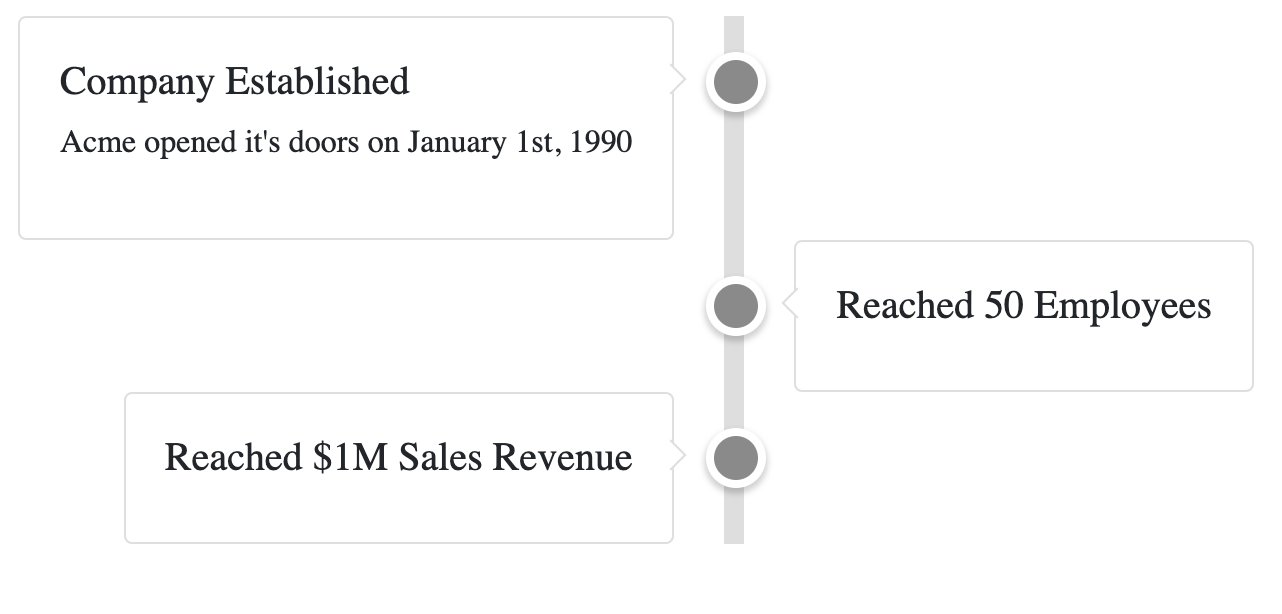 Company Established
Acme opened it's doors on January 1st, 1990
Reached 50 Employees
Reached $1M Sales Revenue